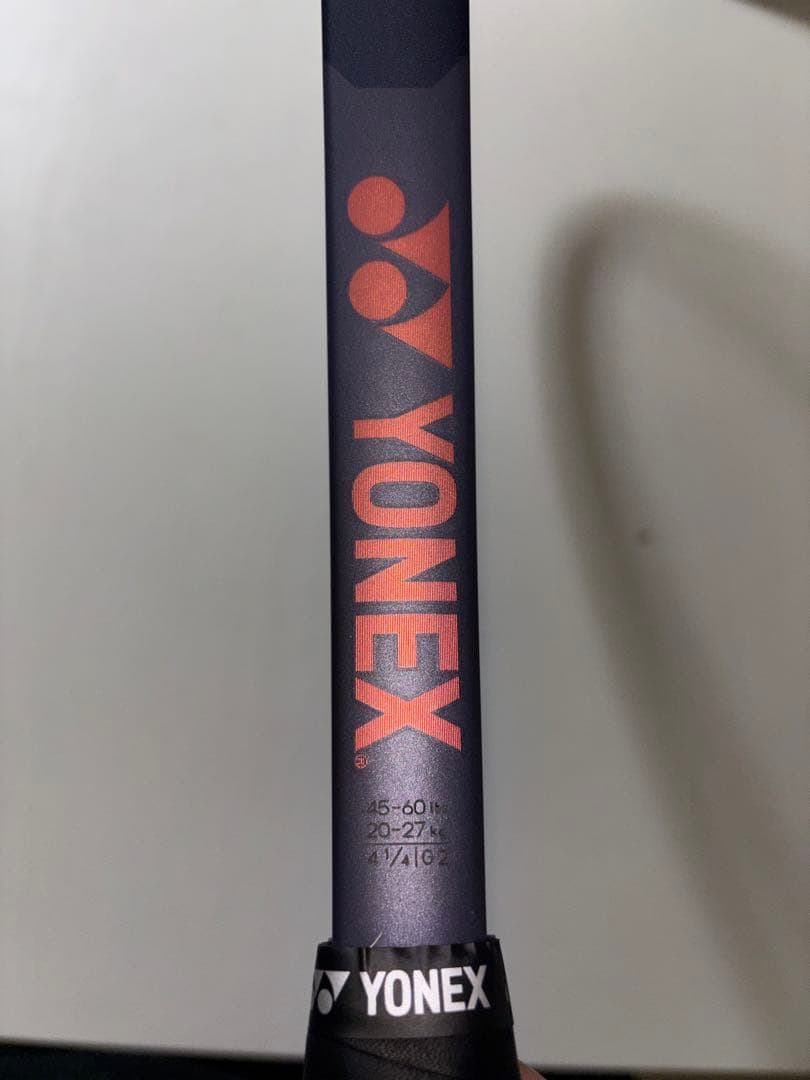 YONEX
®
45-60 lbs
20-27 kg
4 1/4 | G2
YONEX